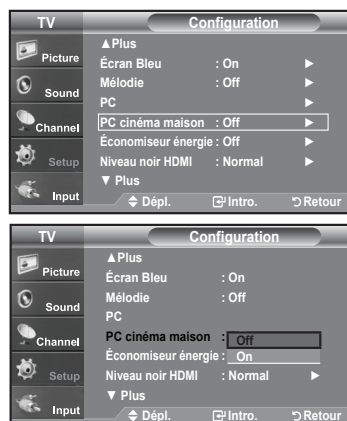 TV Configuration
▲Plus
Picture
Écran Bleu : On ►
Mélodie : Off ►
Sound
PC ►
Channel
PC cinéma maison : Off ►
Économiseur énergie : Off ►
Setup
Niveau noir HDMI : Normal ►
▼ Plus
Input
Dépl. Intro. Retour
TV Configuration
▲Plus
Picture
Écran Bleu : On
Mélodie : Off
Sound
PC
Channel
PC cinéma maison : Off
Économiseur énergie : On
Setup
Niveau noir HDMI : Normal ►
▼ Plus
Input
Dépl. Intro. Retour